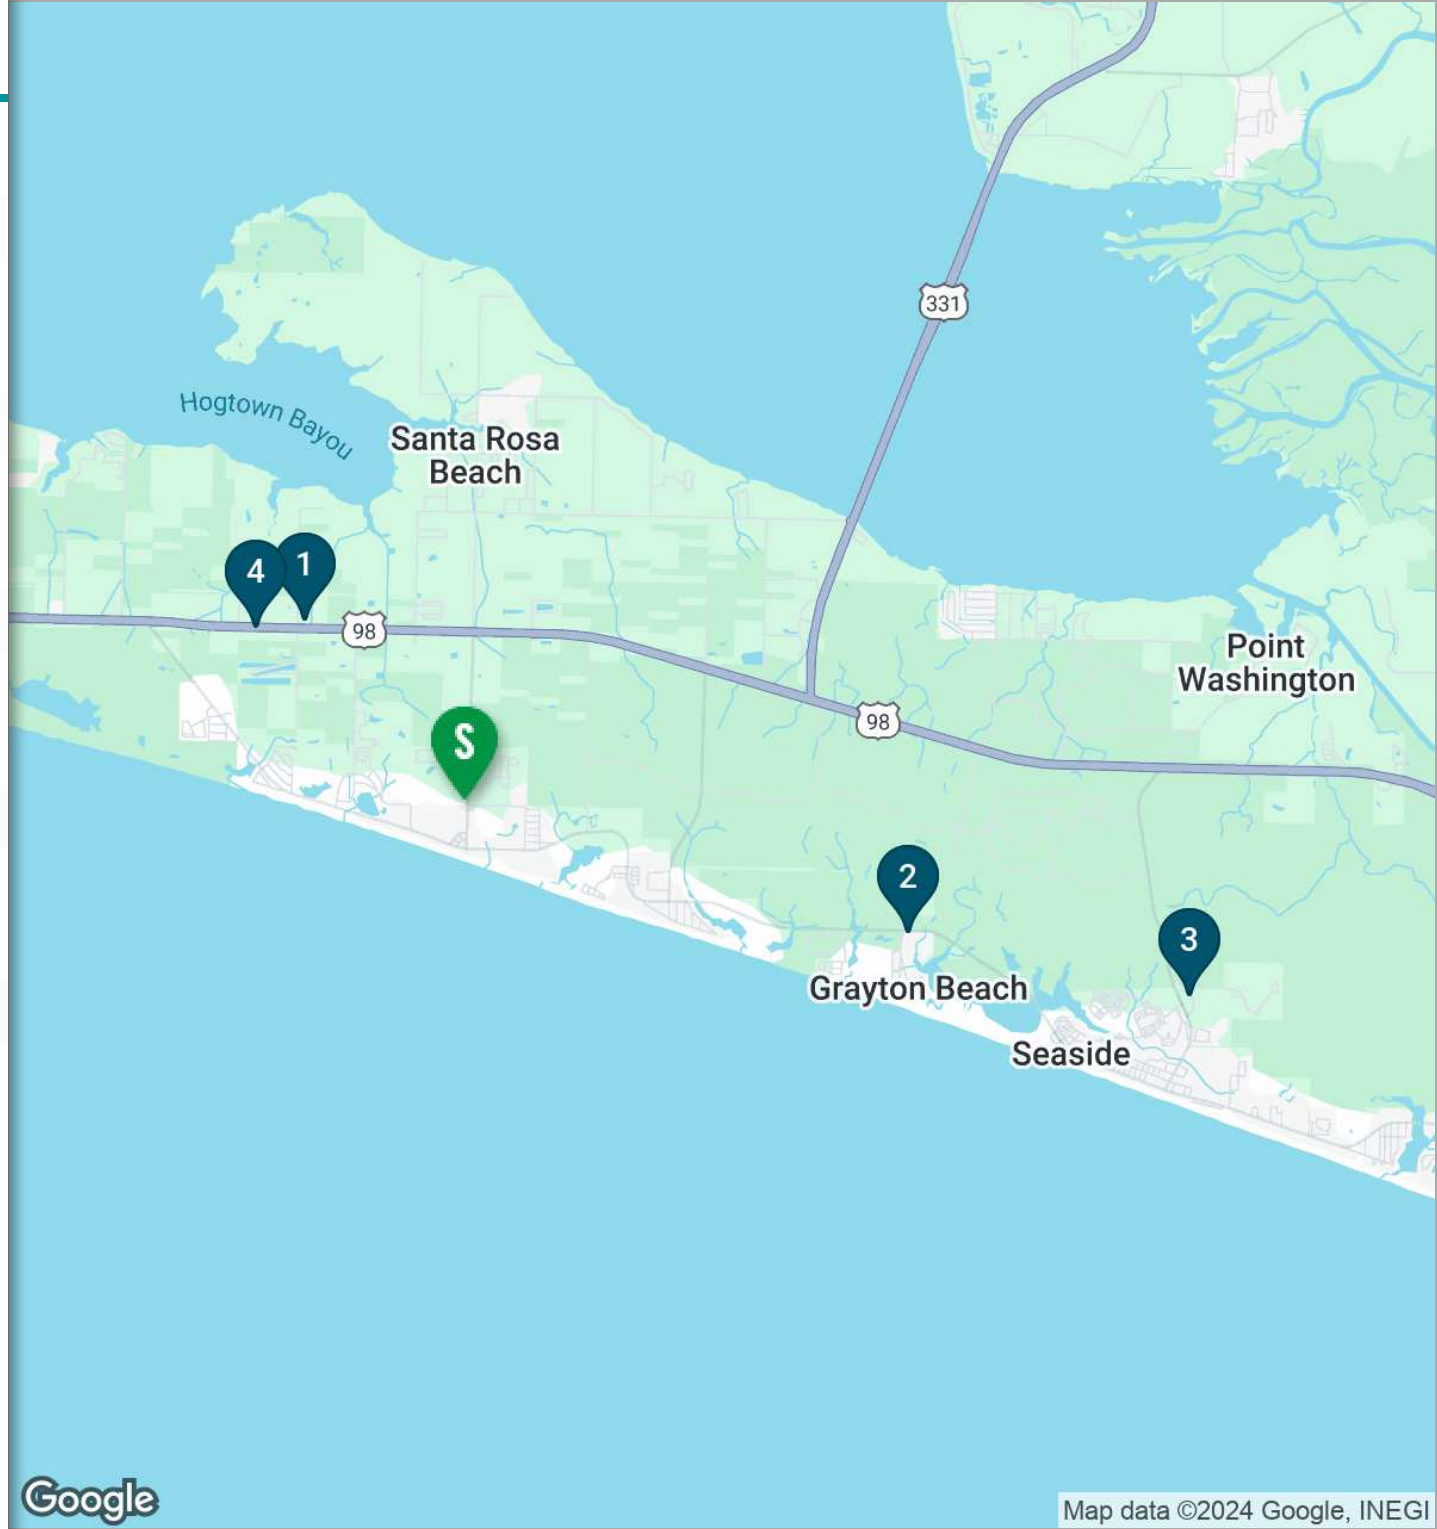 331
Hogtown Bayou
Santa Rosa
Beach
4
1
98
Point
Washington
98
S
2
3
Grayton Beach
Seaside
Google
Map data ©2024 Google, INEGI